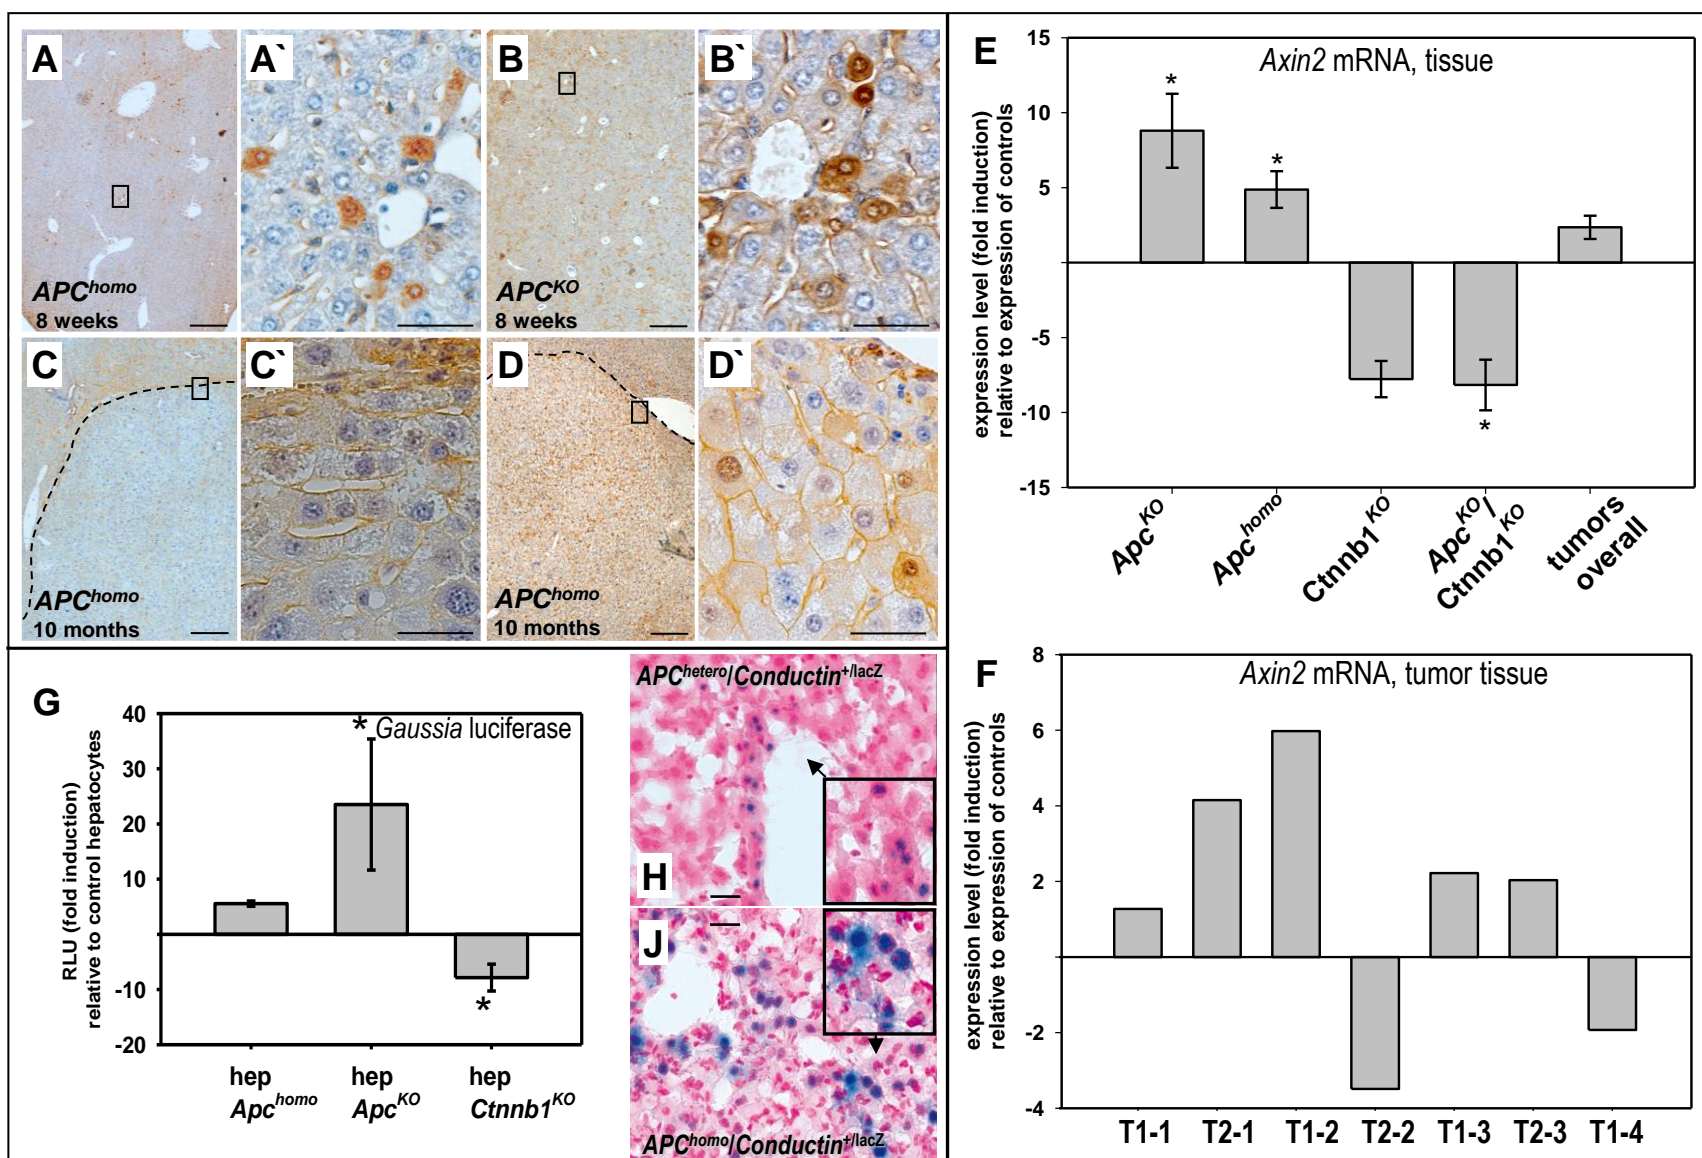 A
A`
B
B`
APC^homo
8 weeks
APC^KO
8 weeks
C
C`
D
D`
APC^homo
10 months
APC^homo
10 months
E
Axin2 mRNA, tissue
expression level (fold induction)
relative to expression of controls
15
10
5
-5
-10
-15
*
*
*
Apc^KO
Apc^homo
Ctnnb1^KO
Apc^KO/
Ctnnb1^KO
tumors
overall
G
Gaussia luciferase
RLU (fold induction)
relative to control hepatocytes
40
30
20
10
-10
-20
*
*
hep
Apc^homo
hep
Apc^KO
hep
Ctnnb1^KO
APC^hetero/Conductin^+/lacZ
H
J
APC^homo/Conductin^+/lacZ
F
Axin2 mRNA, tumor tissue
expression level (fold induction)
relative to expression of controls
8
6
4
2
-2
-4
T1-1 T2-1 T1-2 T2-2 T1-3 T2-3 T1-4